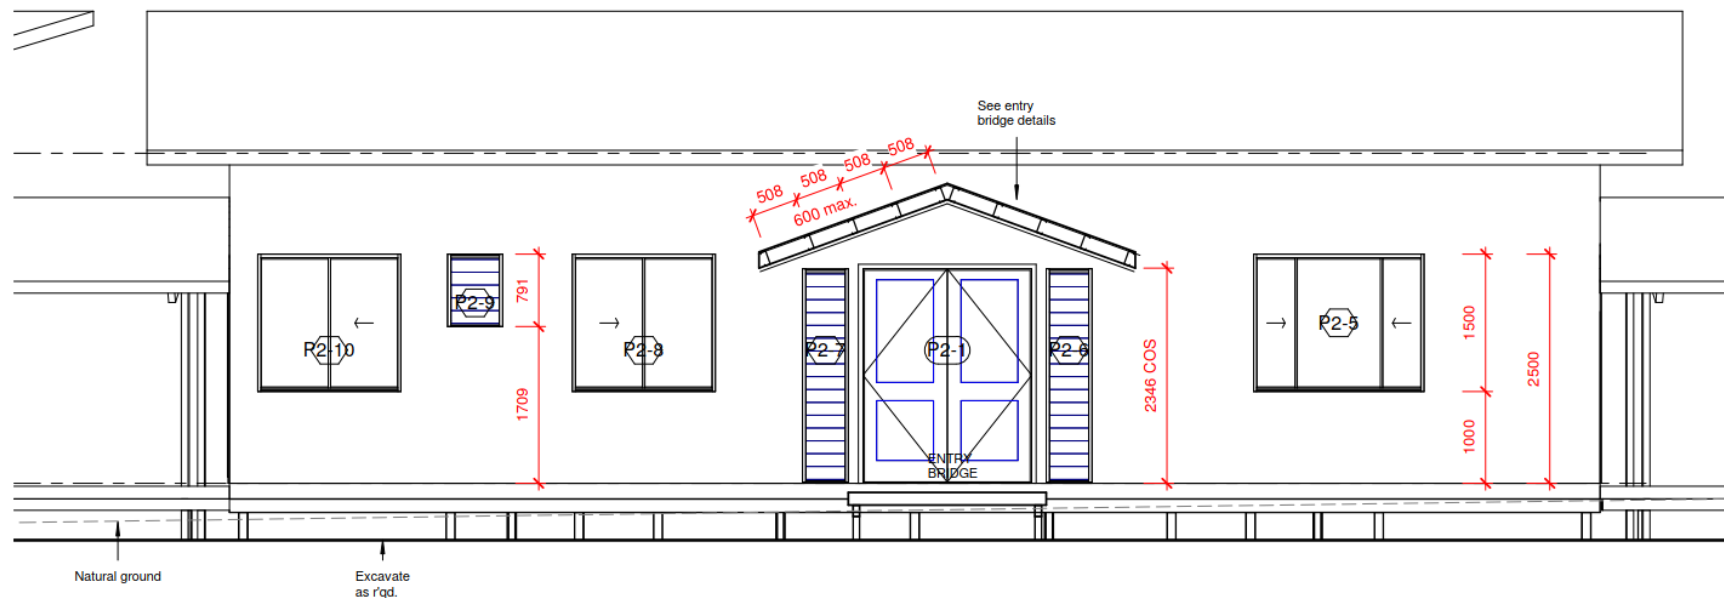 See entry
bridge details
508
508
508
508
600 max.
P2-10
P2-9
P2-8
P2-7
P2-1
P2-6
P2-5
791
1709
2346 COS
1500
1000
2500
ENTRY
BRIDGE
Natural ground
Excavate
as r'qd.